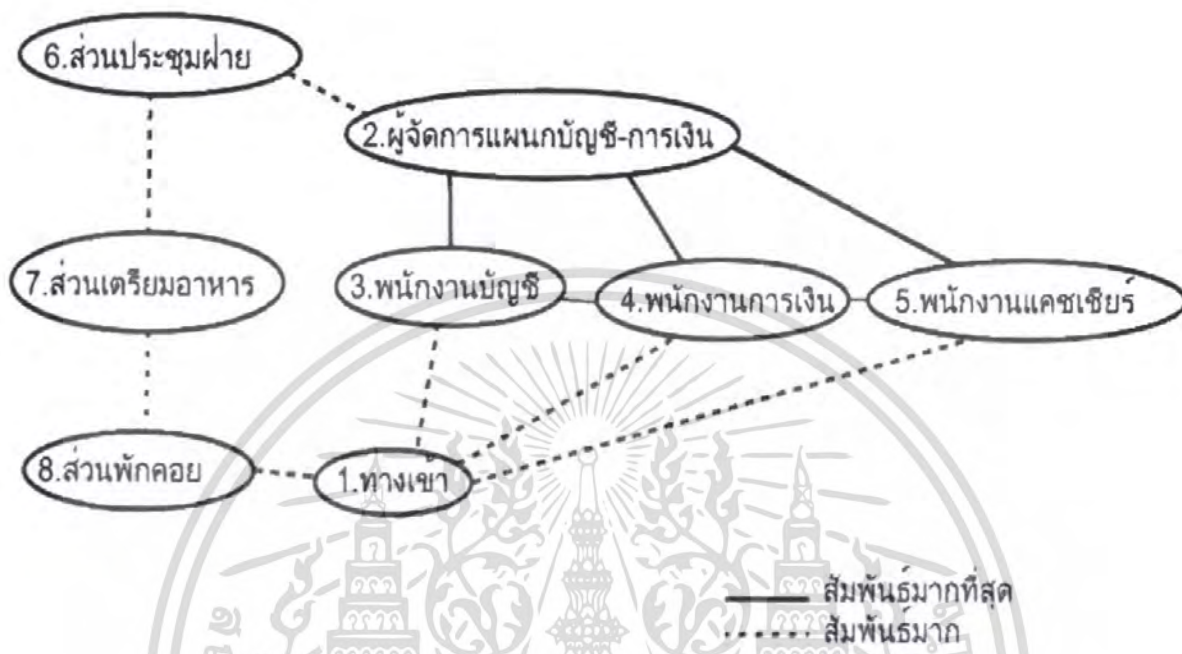 6.ส่วนประชุมฝ่าย
2.ผู้จัดการแผนกบัญชี-การเงิน
7.ส่วนเตรียมอาหาร
3.พนักงานบัญชี
4.พนักงานการเงิน
5.พนักงานแคชเชียร์
8.ส่วนพักคอย
1.ทางเข้า
สัมพันธ์มากที่สุด
สัมพันธ์มาก